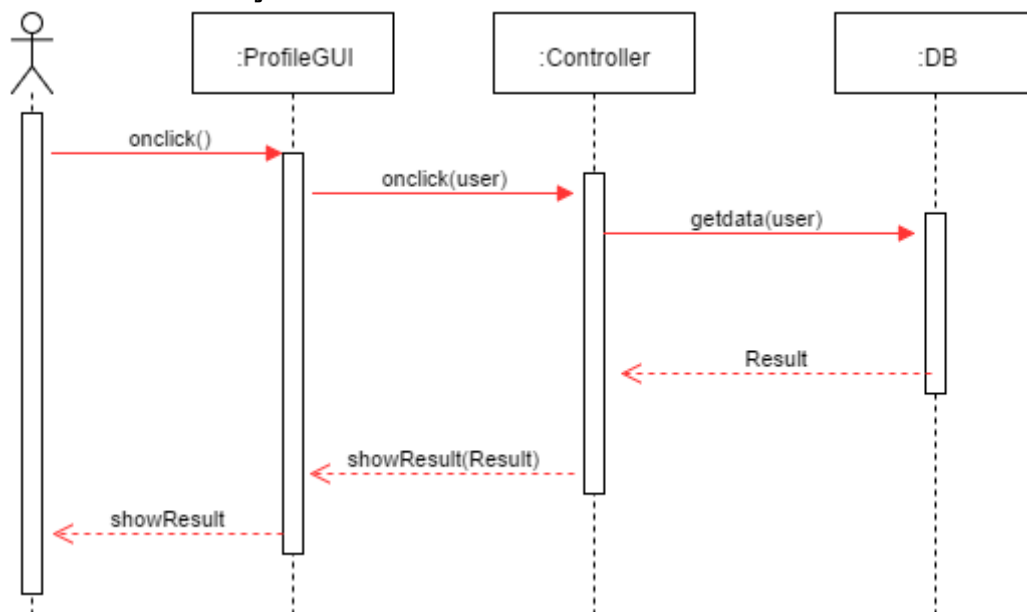 :ProfileGUI
:Controller
:DB
onclick()
onclick(user)
getdata(user)
Result
showResult(Result)
showResult